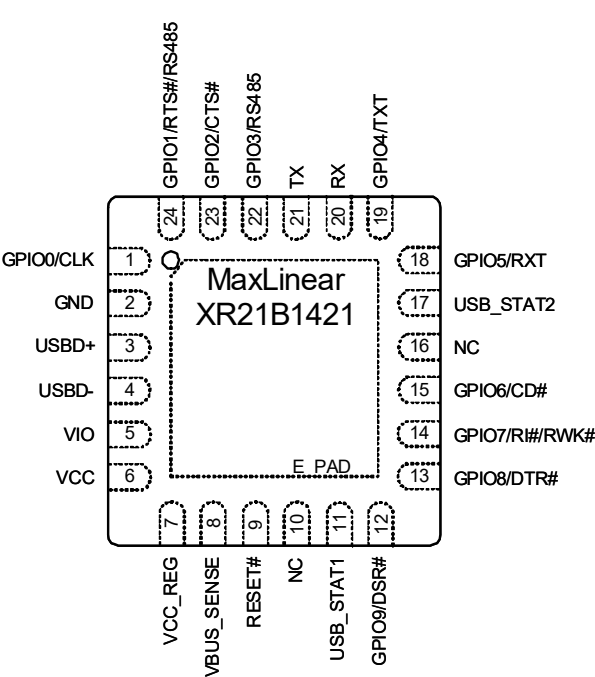 GPIO1/RTS#/RS485
GPIO2/CTS#
GPIO3/RS485
TX
RX
GPIO4/TXT
24
23
22
21
20
19
GPIO0/CLK
1
18
GPIO5/RXT
GND
2
17
USB_STAT2
USBD+
3
16
NC
USBD-
4
15
GPIO6/CD#
VIO
5
14
GPIO7/RI#/RWK#
VCC
6
13
GPIO8/DTR#
MaxLinear
XR21B1421
E_PAD
7
8
9
10
11
12
VCC_REG
VBUS_SENSE
RESET#
NC
USB_STAT1
GPIO9/DSR#